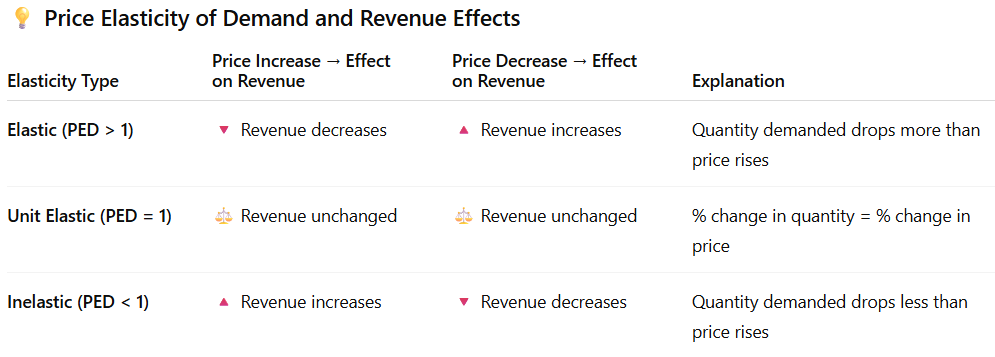 💡 Price Elasticity of Demand and Revenue Effects
Elasticity Type
Price Increase → Effect
on Revenue
Price Decrease → Effect
on Revenue
Explanation
Elastic (PED > 1)
🔻 Revenue decreases
🔺 Revenue increases
Quantity demanded drops more than
price rises
Unit Elastic (PED = 1)
⚖️ Revenue unchanged
⚖️ Revenue unchanged
% change in quantity = % change in
price
Inelastic (PED < 1)
🔺 Revenue increases
🔻 Revenue decreases
Quantity demanded drops less than
price rises